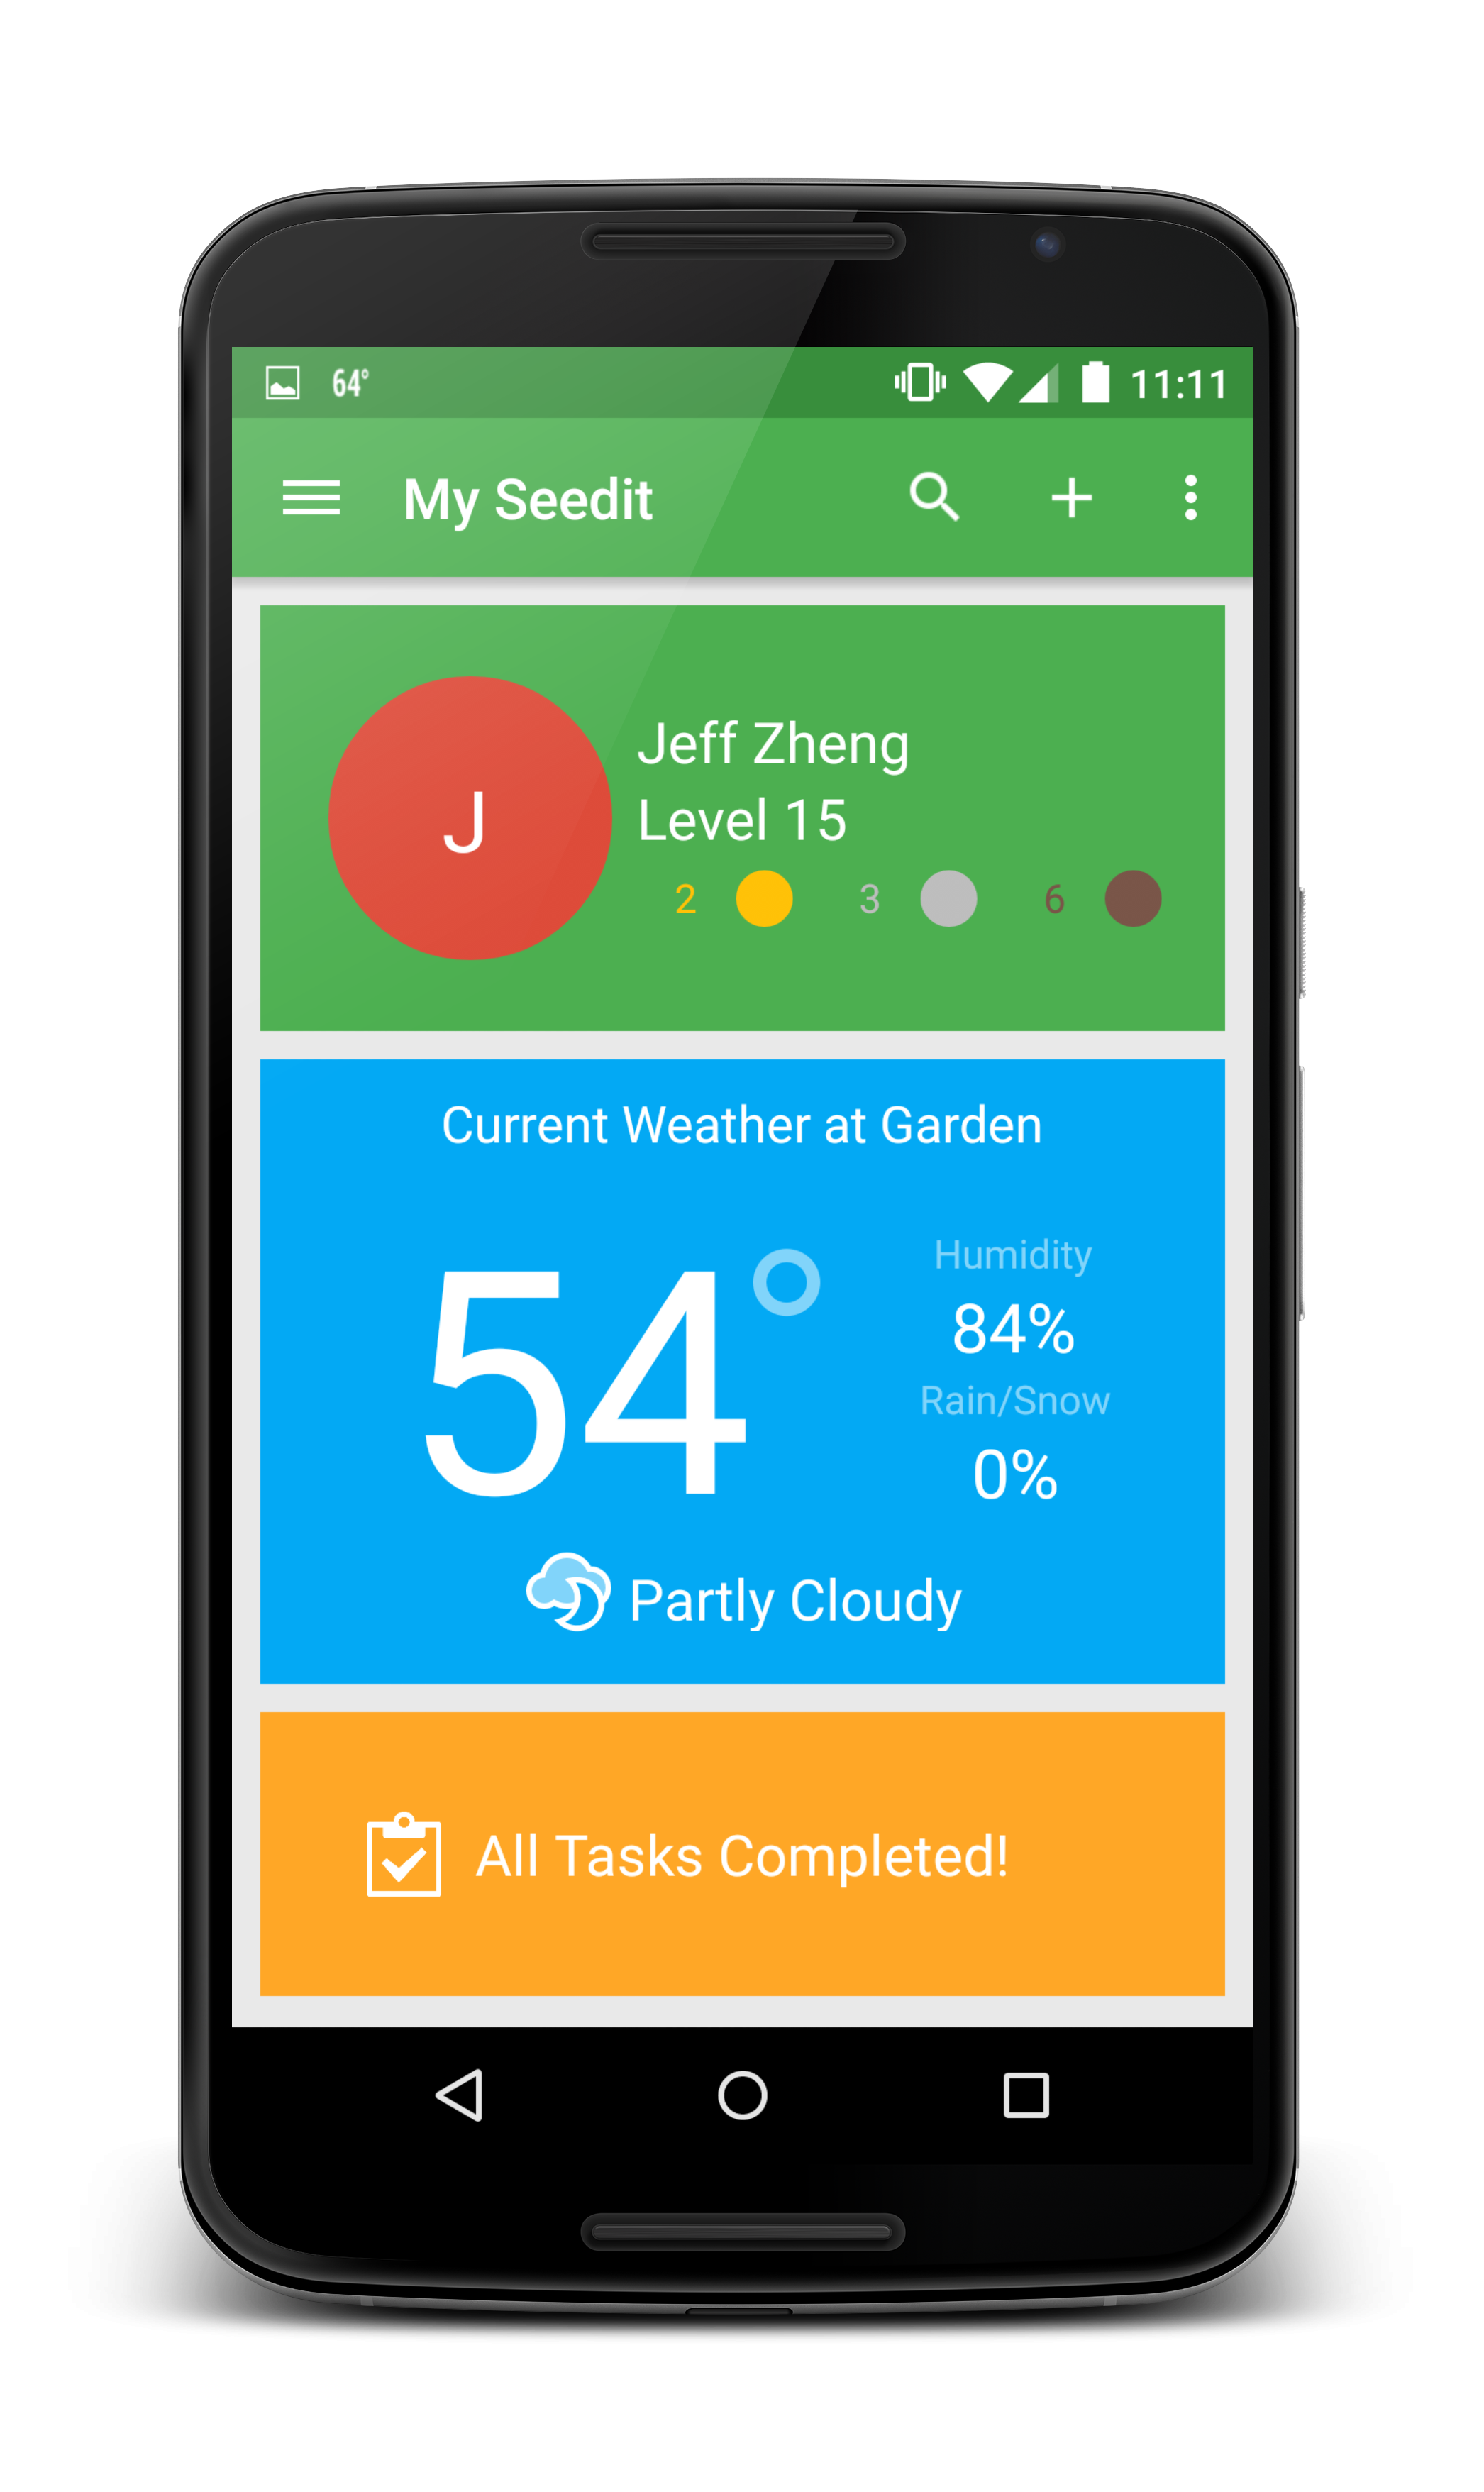 64° 11:11
My Seedit
J
Jeff Zheng
Level 15
2 3 6
Current Weather at Garden
54°
Humidity
84%
Rain/Snow
0%
Partly Cloudy
All Tasks Completed!